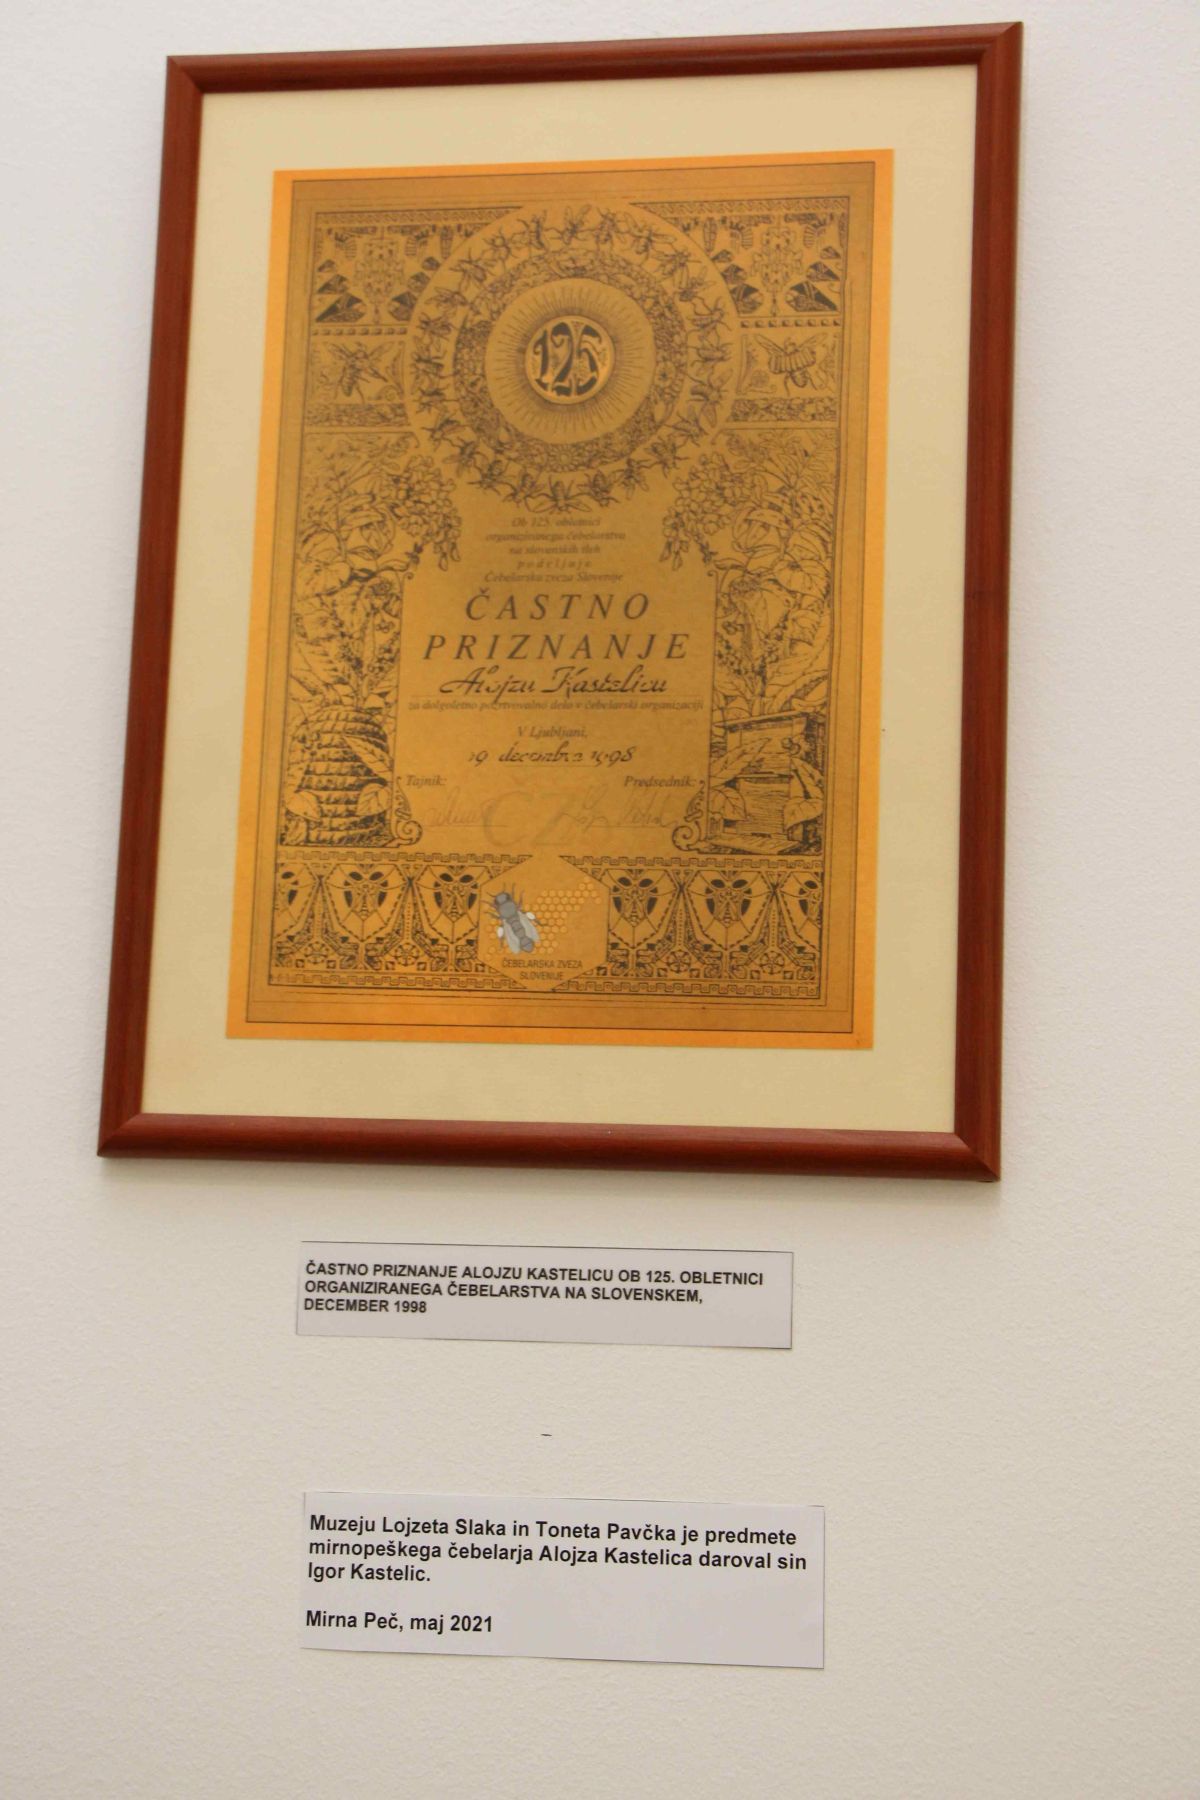 125
Ob 125. obletnici
organiziranega čebelarstva
na slovenskih tleh
podeljuje
Čebelarska zveza Slovenije
ČASTNO
PRIZNANJE
Alojzu Kastelicu
za dolgoletno požrtvovalno delo v čebelarski organizaciji
V Ljubljani,
19 decembra 1998
Tajnik: Predsednik:
ČZS
ČEBELARSKA ZVEZA
SLOVENIJE
ČASTNO PRIZNANJE ALOJZU KASTELICU OB 125. OBLETNICI
ORGANIZIRANEGA ČEBELARSTVA NA SLOVENSKEM,
DECEMBER 1998
Muzeju Lojzeta Slaka in Toneta Pavčka je predmete
mirnopeškega čebelarja Alojza Kastelica daroval sin
Igor Kastelic.
Mirna Peč, maj 2021